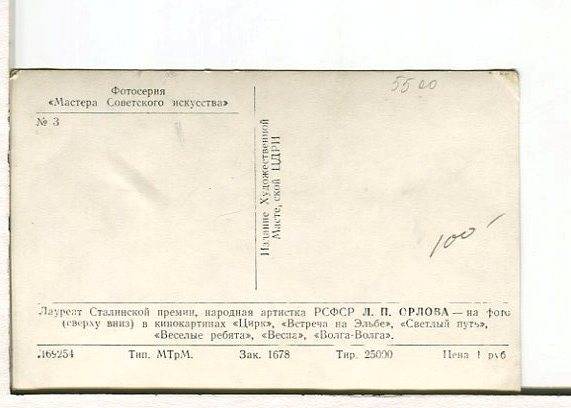 Фотосерия
«Мастера Советского искусства»
№ 3
5500
Издание Художественной
Мастерской ЦДРИ
100-
Лауреат Сталинской премии, народная артистка РСФСР Л. П. ОРЛОВА — на фото
(сверху вниз) в кинокартинах «Цирк», «Встреча на Эльбе», «Светлый путь»,
«Веселые ребята», «Весна», «Волга-Волга».
Л69254 Тип. МТрМ. Зак. 1678 Тир. 25000 Цена 1 руб